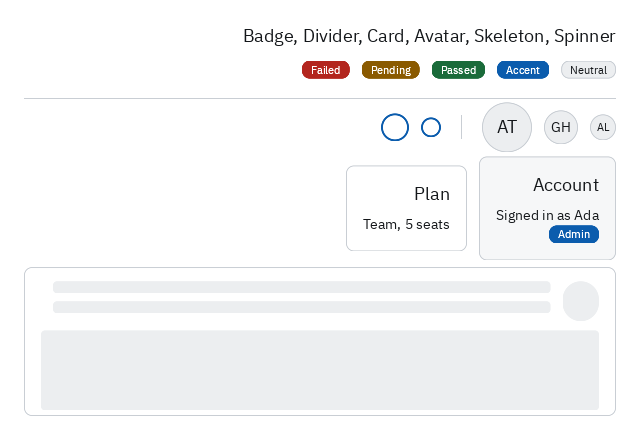 Badge, Divider, Card, Avatar, Skeleton, Spinner
Failed Pending Passed Accent Neutral
AT GH AL
Plan
Team, 5 seats
Account
Signed in as Ada
Admin